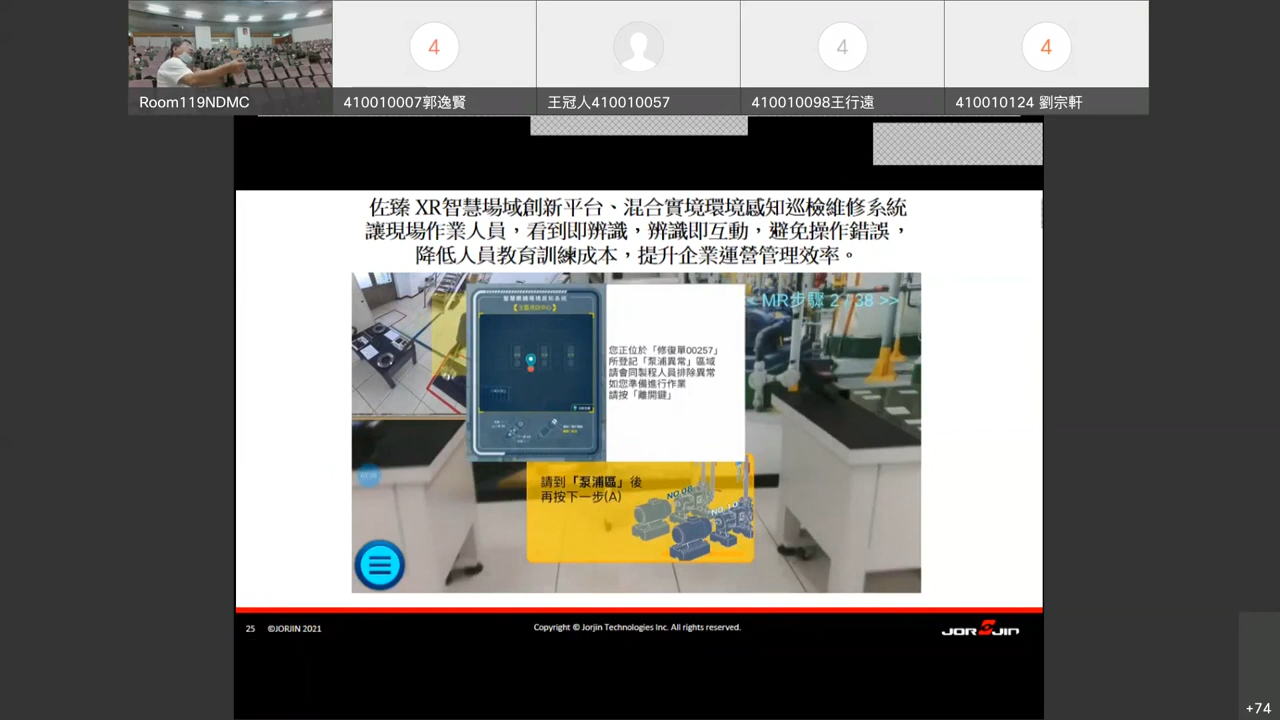 4
4
4
Room119NDMC
410010007郭逸賢
王冠人410010057
410010098王行遠
410010124 劉宗軒
佐臻 XR智慧場域創新平台、混合實境環境感知巡檢維修系統
讓現場作業人員，看到即辨識，辨識即互動，避免操作錯誤，
降低人員教育訓練成本，提升企業運營管理效率。
MR步驟 2 / 38 >>
您正位於「修復單00257」
所登記「泵浦異常」區域
請會同製程人員排除異常
如您準備進行作業
請按「離開鍵」
請到「泵浦區」後
再按下一步(A)
NO.08
NO.10
25 ©JORJIN 2021
Copyright © Jorjin Technologies Inc. All rights reserved.
JORJIN
+74